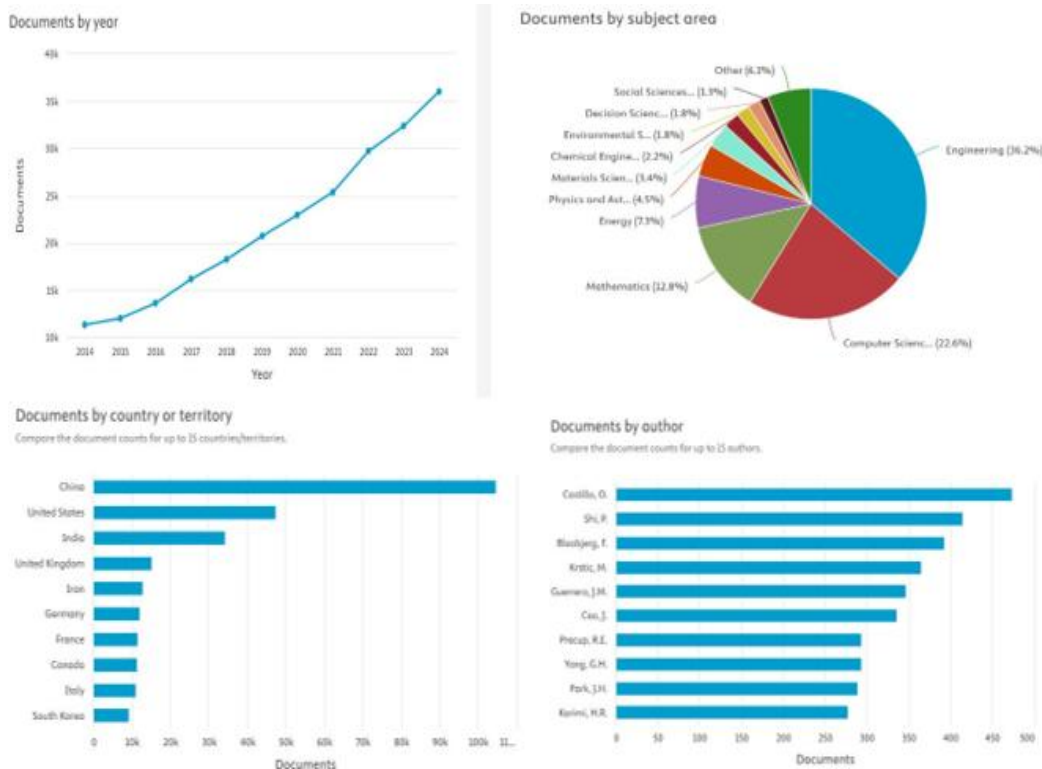 Documents by year
40k
35k
30k
25k
20k
15k
10k
Documents
2014 2015 2016 2017 2018 2019 2020 2021 2022 2023 2024
Year
Documents by subject area
Other (6.3%)
Social Sciences... (1.3%)
Decision Scienc... (1.8%)
Environmental S... (1.8%)
Chemical Engine... (2.2%)
Materials Scien... (3.4%)
Physics and Ast... (4.5%)
Energy (7.1%)
Mathematics (12.8%)
Engineering (36.2%)
Computer Scienc... (22.6%)
Documents by country or territory
Compare the document counts for up to 15 countries/territories.
China
United States
India
United Kingdom
Iran
Germany
France
Canada
Italy
South Korea
0 10k 20k 30k 40k 50k 60k 70k 80k 90k 100k 11...
Documents
Documents by author
Compare the document counts for up to 15 authors.
Castillo, O.
Shi, P.
Blaabjerg, F.
Krstic, M.
Guerrero, J.M.
Cao, J.
Precup, R.E.
Yang, G.H.
Park, J.H.
Karimi, H.R.
0 50 100 150 200 250 300 350 400 450 500
Documents